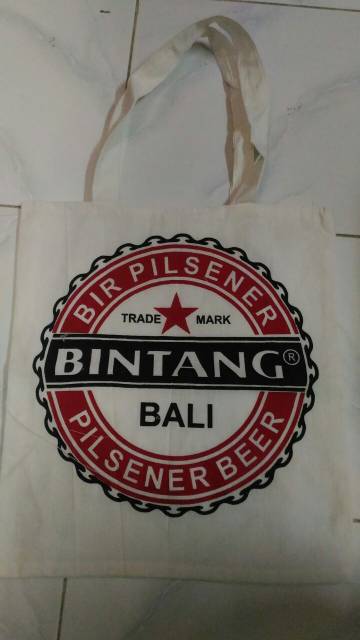 BIR PILSENER
TRADE MARK
BINTANG®
BALI
PILSENER BEER